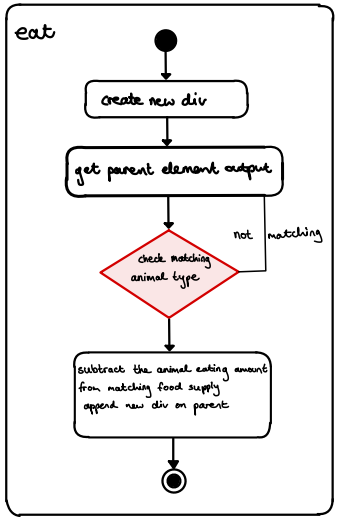 eat
create new div
get parent element output
not matching
check matching
animal type
subtract the animal eating amount
from matching food supply
append new div on parent